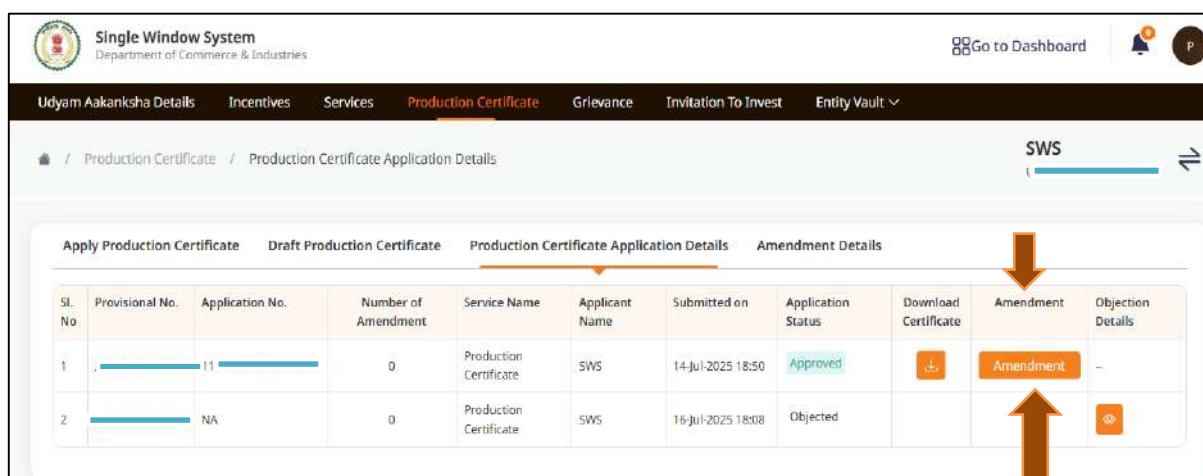 Single Window System
Department of Commerce & Industries
Go to Dashboard
P
Udyam Aakanksha Details Incentives Services Production Certificate Grievance Invitation To Invest Entity Vault
/ Production Certificate / Production Certificate Application Details
SWS
Apply Production Certificate Draft Production Certificate Production Certificate Application Details Amendment Details
Sl. No Provisional No. Application No. Number of Amendment Service Name Applicant Name Submitted on Application Status Download Certificate Amendment Objection Details
1 11 0 Production Certificate SWS 14-Jul-2025 18:50 Approved Amendment --
2 NA 0 Production Certificate SWS 16-Jul-2025 18:08 Objected